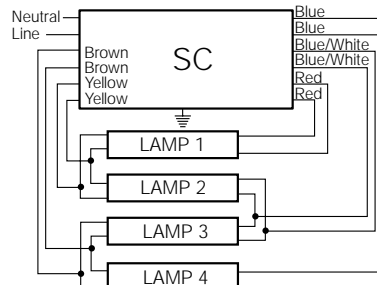 Neutral
Line
Brown
Brown
Yellow
Yellow
SC
Blue
Blue
Blue/White
Blue/White
Red
Red
LAMP 1
LAMP 2
LAMP 3
LAMP 4